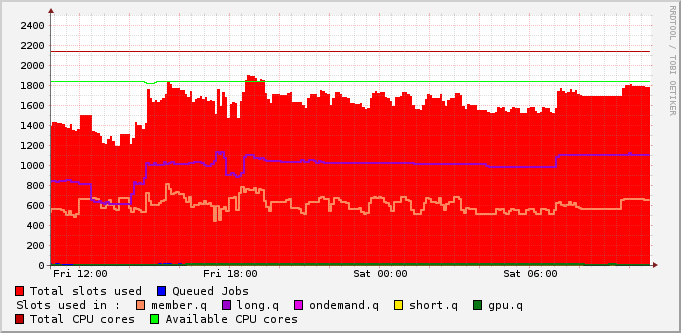 RRDTOOL / TOBI OETIKER
2400
2200
2000
1800
1600
1400
1200
1000
800
600
400
200
0
Fri 12:00 Fri 18:00 Sat 00:00 Sat 06:00
Total slots used Queued Jobs
Slots used in : member.q long.q ondemand.q short.q gpu.q
Total CPU cores Available CPU cores